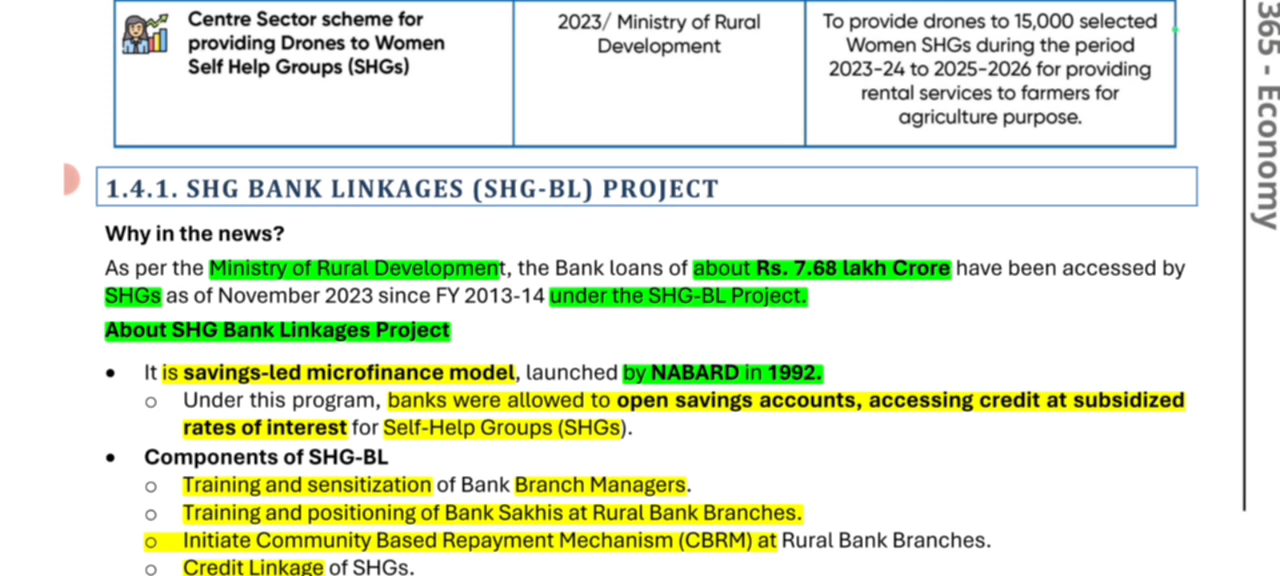 Centre Sector scheme for
providing Drones to Women
Self Help Groups (SHGs)
2023/ Ministry of Rural
Development
To provide drones to 15,000 selected
Women SHGs during the period
2023-24 to 2025-2026 for providing
rental services to farmers for
agriculture purpose.
1.4.1. SHG BANK LINKAGES (SHG-BL) PROJECT
Why in the news?
As per the Ministry of Rural Development, the Bank loans of about Rs. 7.68 lakh Crore have been accessed by
SHGs as of November 2023 since FY 2013-14 under the SHG-BL Project.
About SHG Bank Linkages Project
• It is savings-led microfinance model, launched by NABARD in 1992.
o Under this program, banks were allowed to open savings accounts, accessing credit at subsidized
rates of interest for Self-Help Groups (SHGs).
• Components of SHG-BL
o Training and sensitization of Bank Branch Managers.
o Training and positioning of Bank Sakhis at Rural Bank Branches.
o Initiate Community Based Repayment Mechanism (CBRM) at Rural Bank Branches.
o Credit Linkage of SHGs.
365 - Economy